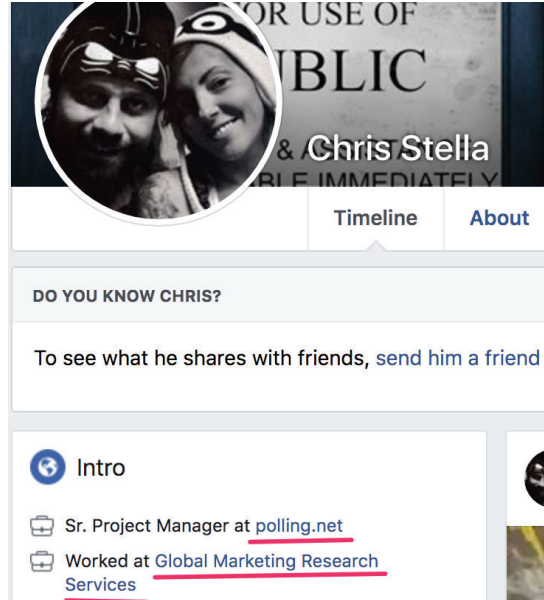 OR USE OF
BLIC
Chris Stella
IMMEDIATELY
Timeline About
DO YOU KNOW CHRIS?
To see what he shares with friends, send him a friend
Intro
Sr. Project Manager at polling.net
Worked at Global Marketing Research
Services